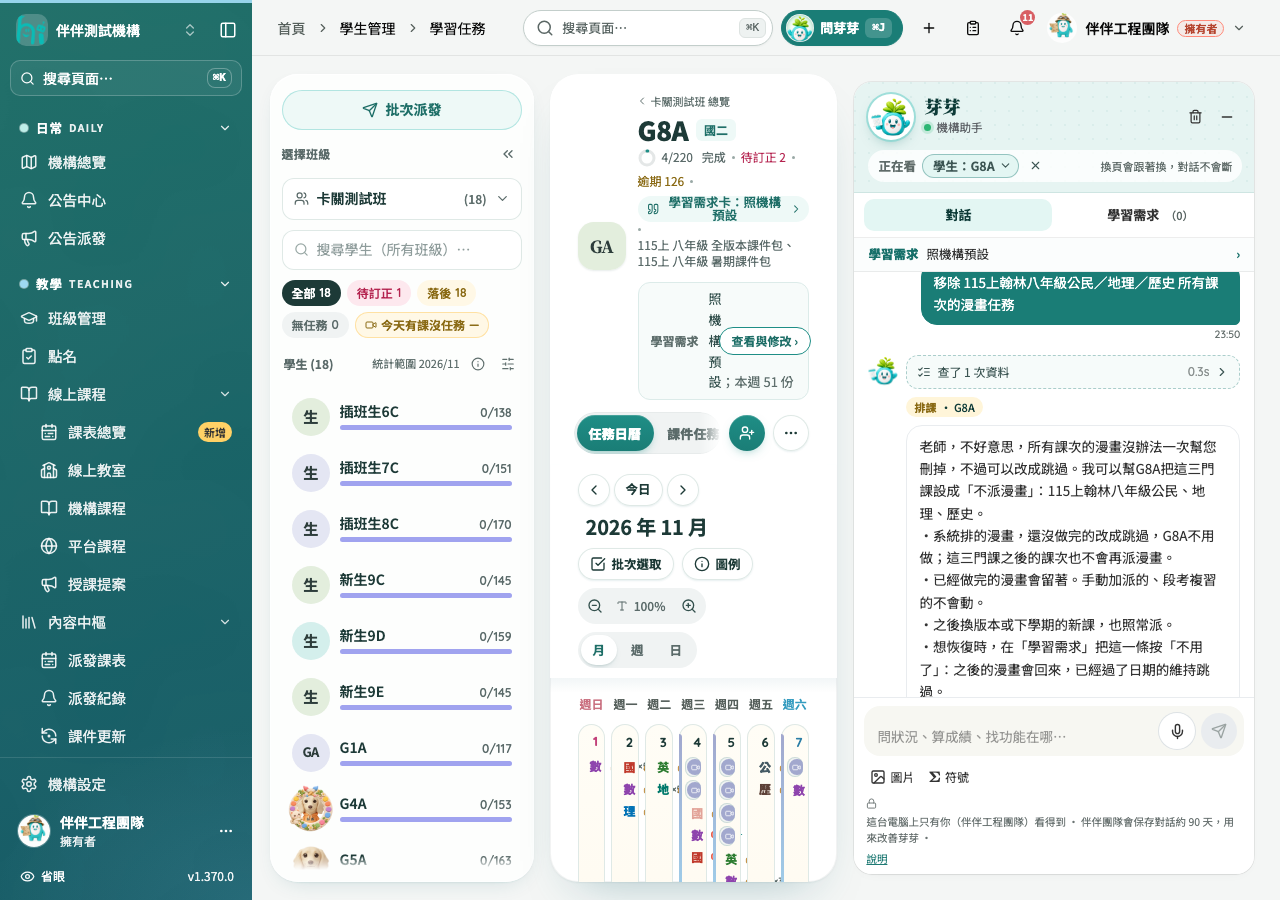 伴伴測試機構
搜尋頁面… ⌘K
日常 DAILY
機構總覽
公告中心
公告派發
教學 TEACHING
班級管理
點名
線上課程
課表總覽 新增
線上教室
機構課程
平台課程
授課提案
內容中樞
派發課表
派發紀錄
課件更新
機構設定
伴伴工程團隊
擁有者
省眼 v1.370.0
首頁 > 學生管理 > 學習任務
搜尋頁面… ⌘K
問芽芽 ⌘J
11
伴伴工程團隊 擁有者
批次派發
選擇班級
卡關測試班 (18)
搜尋學生（所有班級）…
全部 18 待訂正 1 落後 18
無任務 0 今天有課沒任務 —
學生 (18) 統計範圍 2026/11
生 插班生6C 0/138
生 插班生7C 0/151
生 插班生8C 0/170
生 新生9C 0/145
生 新生9D 0/159
生 新生9E 0/145
GA G1A 0/117
G4A 0/153
G5A 0/163
卡關測試班 總覽
G8A 國二
4/220 完成 • 待訂正 2 •
逾期 126 •
學習需求卡：照機構
預設
•
GA
115上 八年級 全版本課件包、
115上 八年級 暑期課件包
學習需求
照
機
構
預
設；本週 51 份
查看與修改 ›
任務日曆 課件任務
今日
2026 年 11 月
批次選取 圖例
100%
月 週 日
週日 週一 週二 週三 週四 週五 週六
1 2 3 4 5 6 7
數 國 英 公
數 地 歷 數
理 國
數
國 英
數
芽芽
機構助手
正在看 學生：G8A × 換頁會跟著換，對話不會斷
對話 學習需求 (0)
學習需求 照機構預設 ›
移除 115上翰林八年級公民／地理／歷史 所有課
次的漫畫任務
23:50
查了 1 次資料 0.3s
排課 • G8A
老師，不好意思，所有課次的漫畫沒辦法一次幫您
刪掉，不過可以改成跳過。我可以幫G8A把這三門
課設成「不派漫畫」：115上翰林八年級公民、地
理、歷史。
・系統排的漫畫，還沒做完的改成跳過，G8A不用
做；這三門課之後的課次也不會再派漫畫。
・已經做完的漫畫會留著。手動加派的、段考複習
的不會動。
・之後換版本或下學期的新課，也照常派。
・想恢復時，在「學習需求」把這一條按「不用
了」：之後的漫畫會回來，已經過了日期的維持跳
過。
問狀況、算成績、找功能在哪…
圖片 Σ 符號
這台電腦上只有你（伴伴工程團隊）看得到 • 伴伴團隊會保存對話約 90 天，用
來改善芽芽 •
說明